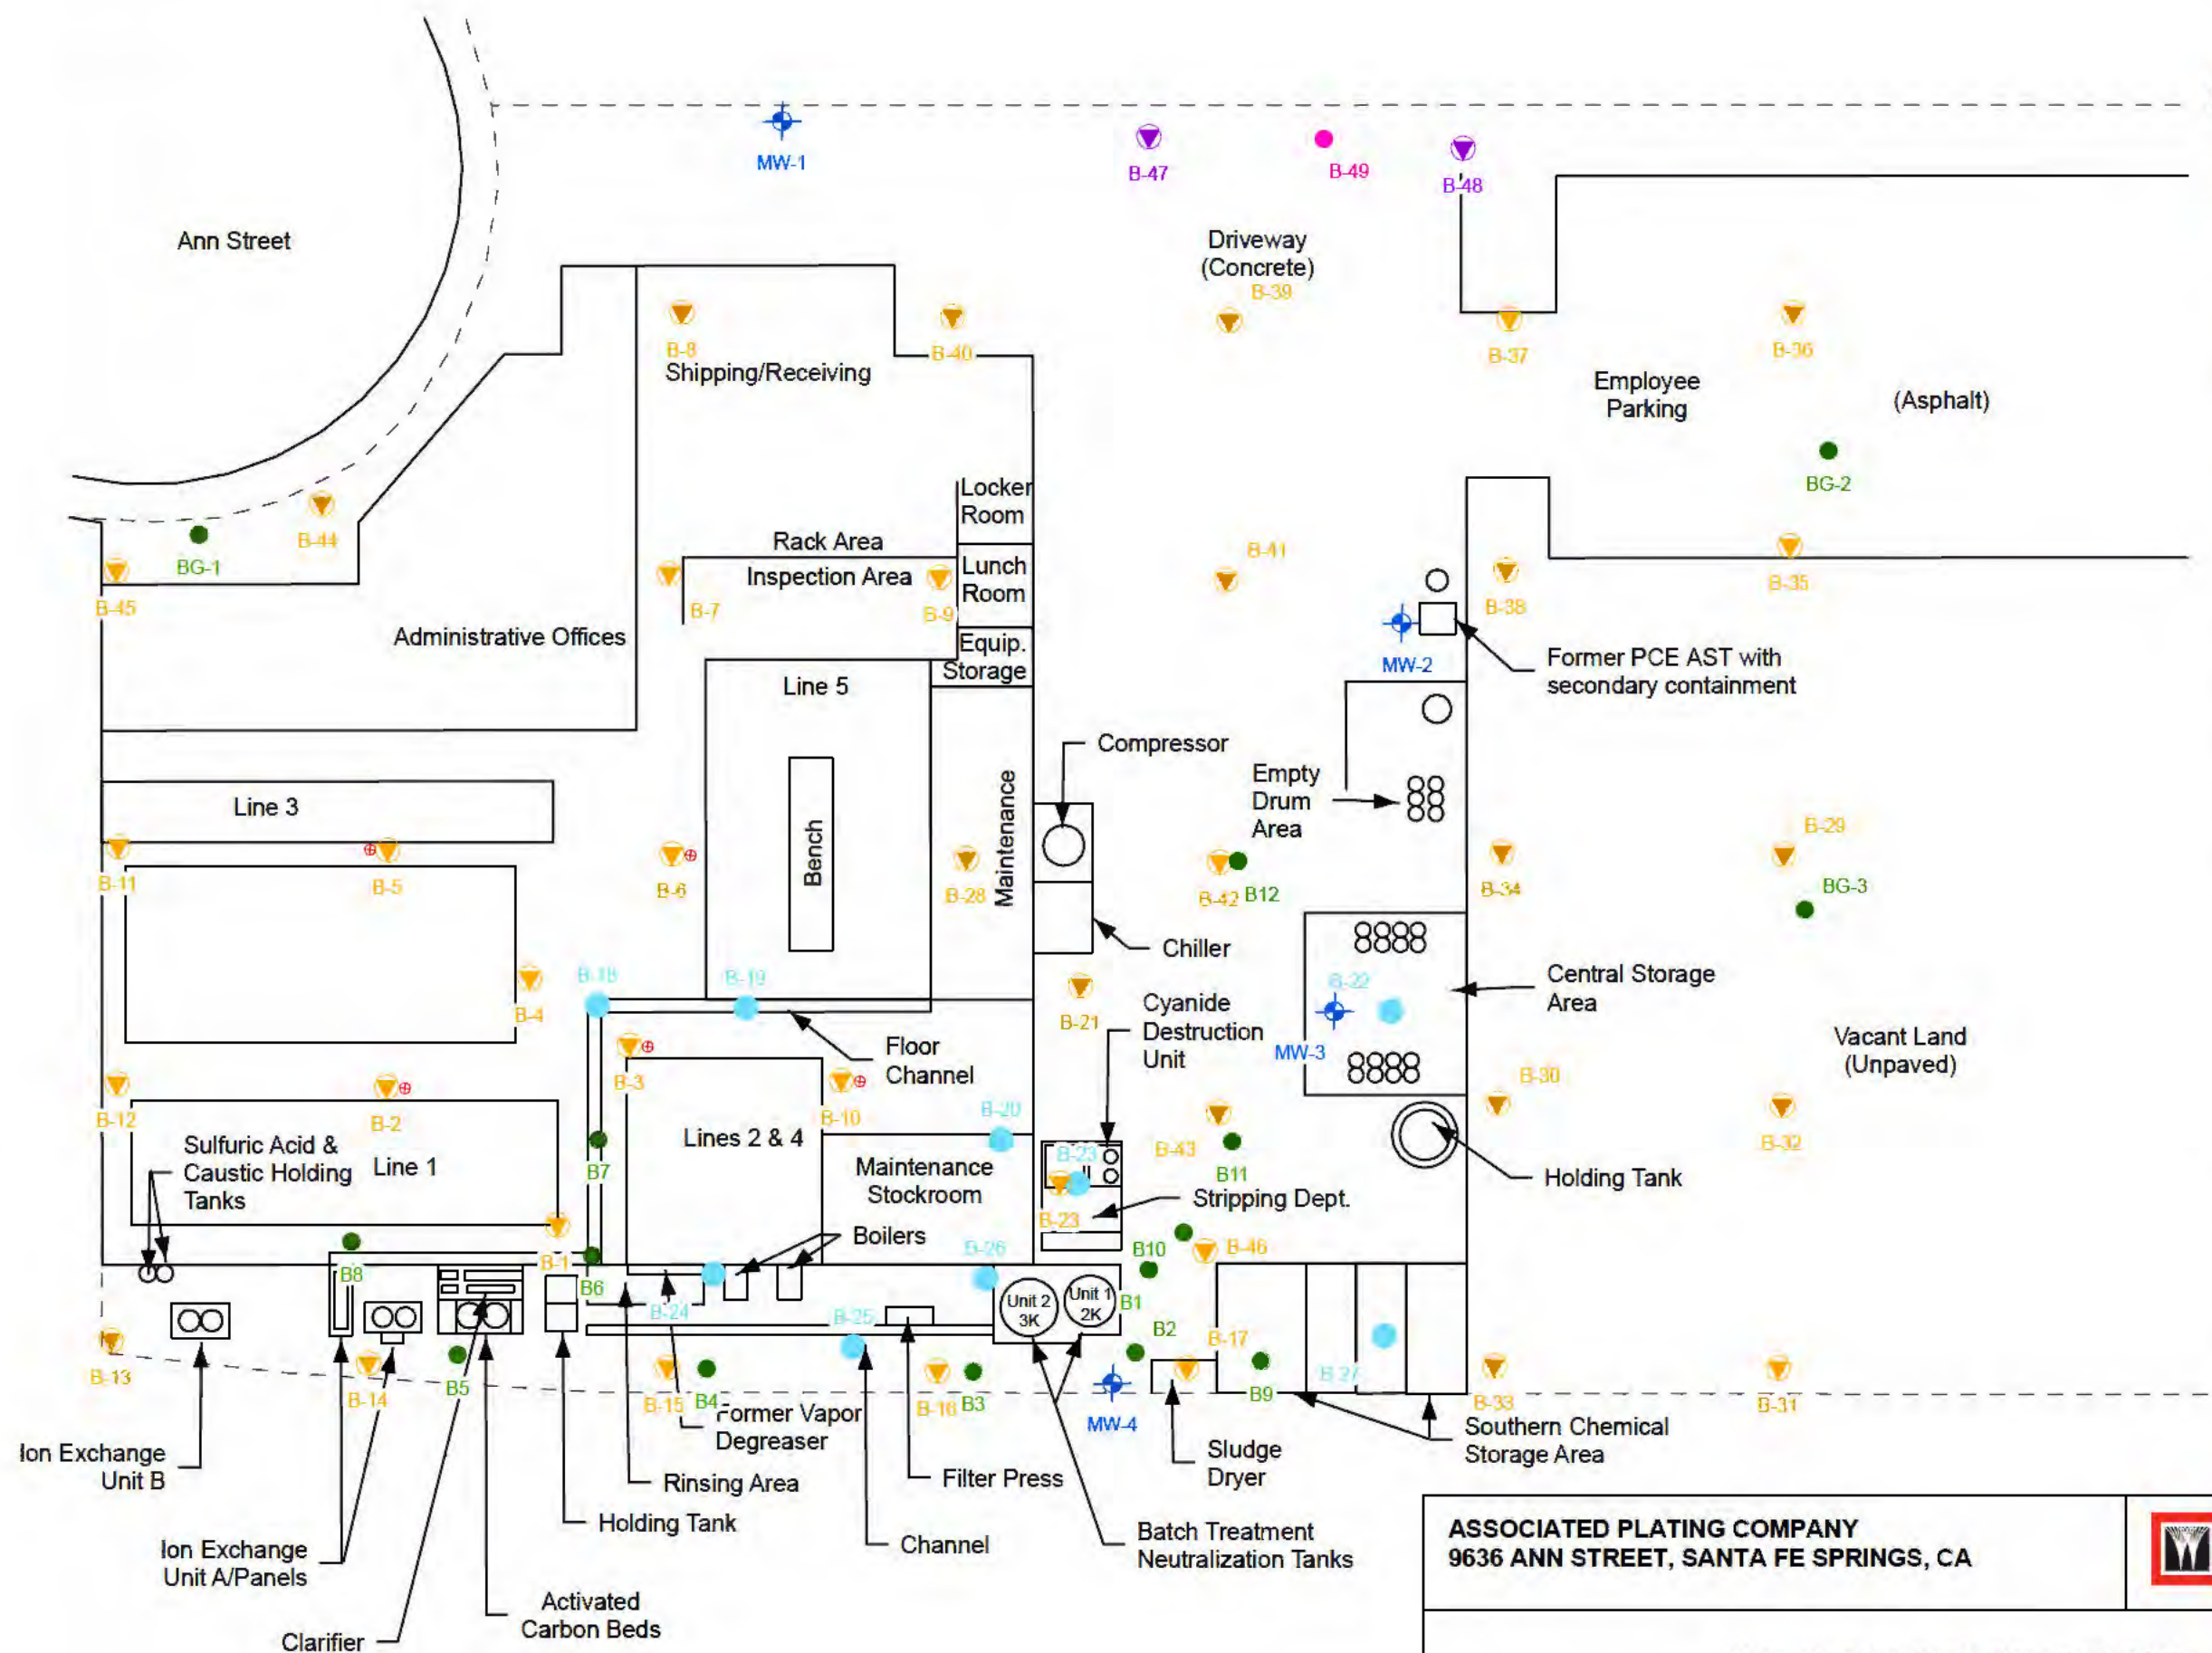 MW-1
B-47
B-49
B-48
Ann Street
Driveway
(Concrete)
B-39
B-8
Shipping/Receiving
B-40
B-37
B-36
Employee
Parking
(Asphalt)
BG-2
Locker
Room
B-44
BG-1
Rack Area
B-41
Inspection Area
Lunch
Room
B-45
B-7
B-9
B-38
B-35
Administrative Offices
Equip.
Storage
MW-2
Former PCE AST with
secondary containment
Line 5
Compressor
Empty
Drum
Area
Line 3
Bench
Maintenance
B-29
B-11
B-5
B-6
B-28
B-42
B12
B-34
BG-3
Chiller
B-18
B-19
B-22
Central Storage
Area
B-4
B-21
Cyanide
Destruction
Unit
Floor
Channel
MW-3
Vacant Land
(Unpaved)
B-3
B-30
B-12
B-2
B-10
B-20
Sulfuric Acid &
Caustic Holding
Tanks
Line 1
Lines 2 & 4
B-43
B-32
B7
Maintenance
Stockroom
B-23
B11
Holding Tank
Stripping Dept.
B-23
Boilers
B-1
B-26
B10
B-46
B8
B6
B-24
B-25
Unit 2
3K
Unit 1
2K
B1
B2
B-17
B-13
B-14
B5
B-15
B4
B-16
B3
MW-4
B9
B-27
B-33
B-31
Former Vapor
Degreaser
Southern Chemical
Storage Area
Ion Exchange
Unit B
Rinsing Area
Filter Press
Sludge
Dryer
Holding Tank
Channel
Batch Treatment
Neutralization Tanks
Ion Exchange
Unit A/Panels
Activated
Carbon Beds
Clarifier
ASSOCIATED PLATING COMPANY
9636 ANN STREET, SANTA FE SPRINGS, CA